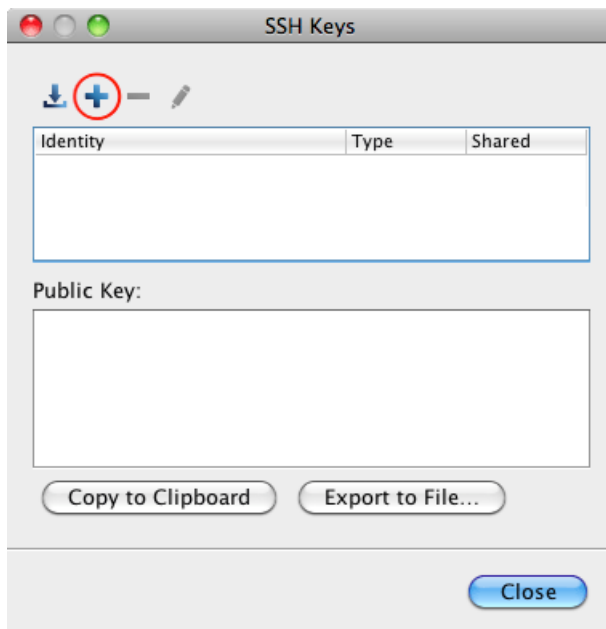 SSH Keys
Identity Type Shared
Public Key:
Copy to Clipboard Export to File...
Close